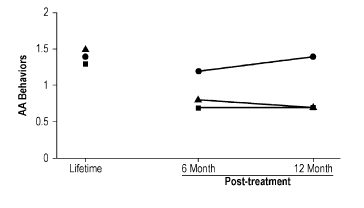 2
1.5
1
0.5
0
AA Behaviors
Lifetime
6 Month
12 Month
Post-treatment